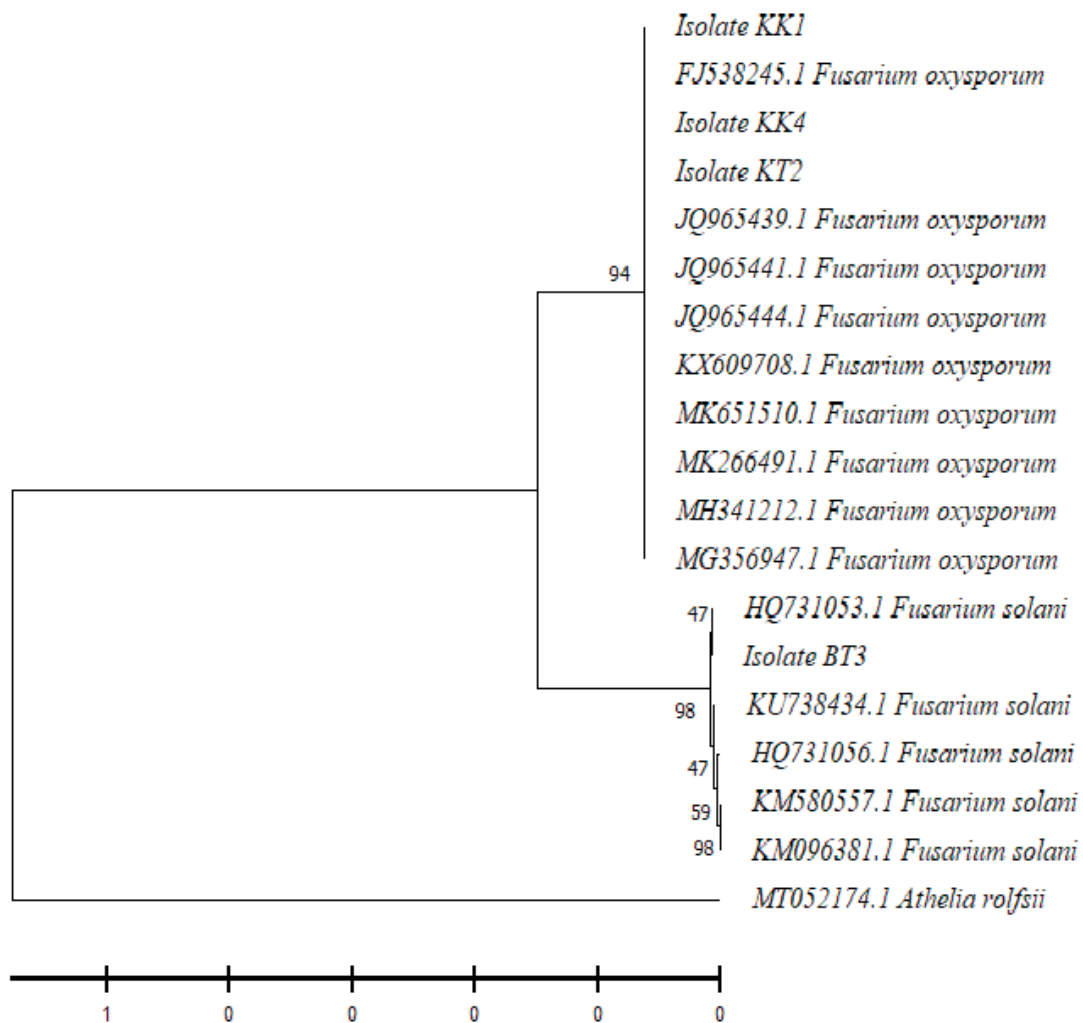 Isolate KK1
FJ538245.1 Fusarium oxysporum
Isolate KK4
Isolate KT2
JQ965439.1 Fusarium oxysporum
JQ965441.1 Fusarium oxysporum
94
JQ965444.1 Fusarium oxysporum
KX609708.1 Fusarium oxysporum
MK651510.1 Fusarium oxysporum
MK266491.1 Fusarium oxysporum
MH341212.1 Fusarium oxysporum
MG356947.1 Fusarium oxysporum
47 HQ731053.1 Fusarium solani
Isolate BT3
98 KU738434.1 Fusarium solani
HQ731056.1 Fusarium solani
47
59 KM580557.1 Fusarium solani
98 KM096381.1 Fusarium solani
MT052174.1 Athelia rolfsii
1 0 0 0 0 0